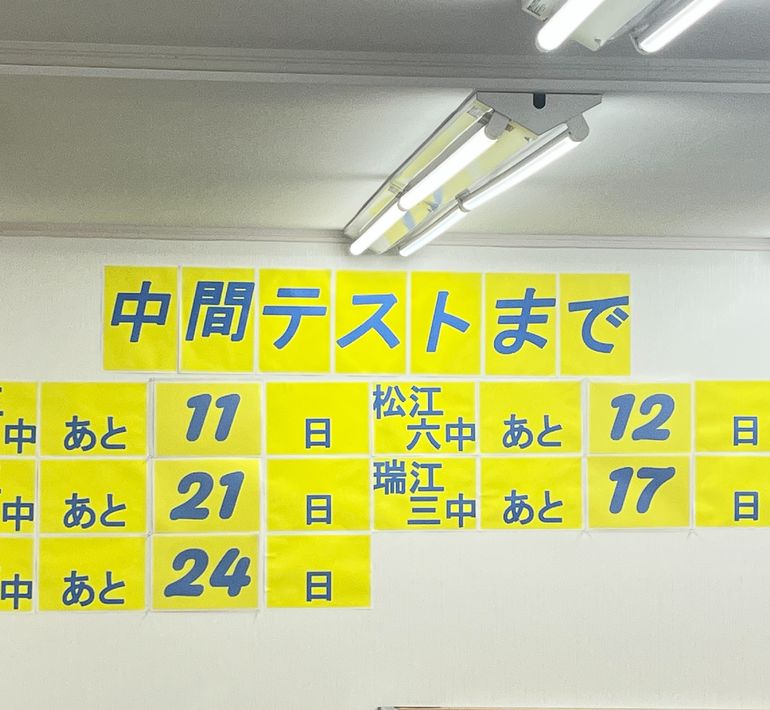 中間テストまで
中 あと 11 日 松江六中 あと 12 日
中 あと 21 日 瑞江三中 あと 17 日
中 あと 24 日